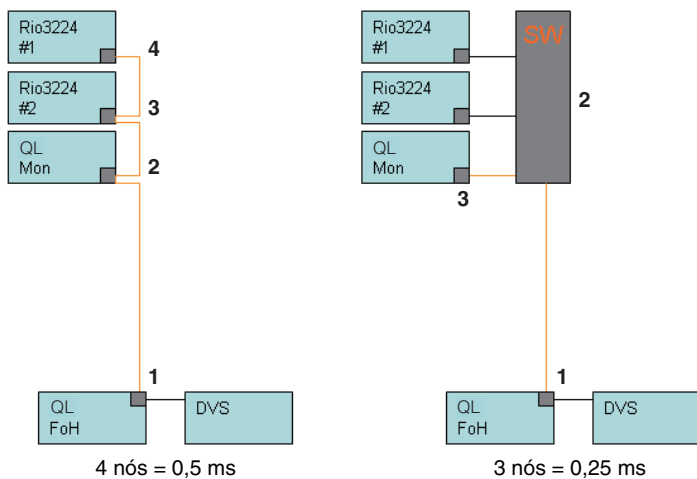 Rio3224
#1
4
Rio3224
#2
3
QL
Mon
2
1
QL
FoH
DVS
4 nós = 0,5 ms
Rio3224
#1
SW
Rio3224
#2
2
QL
Mon
3
1
QL
FoH
DVS
3 nós = 0,25 ms